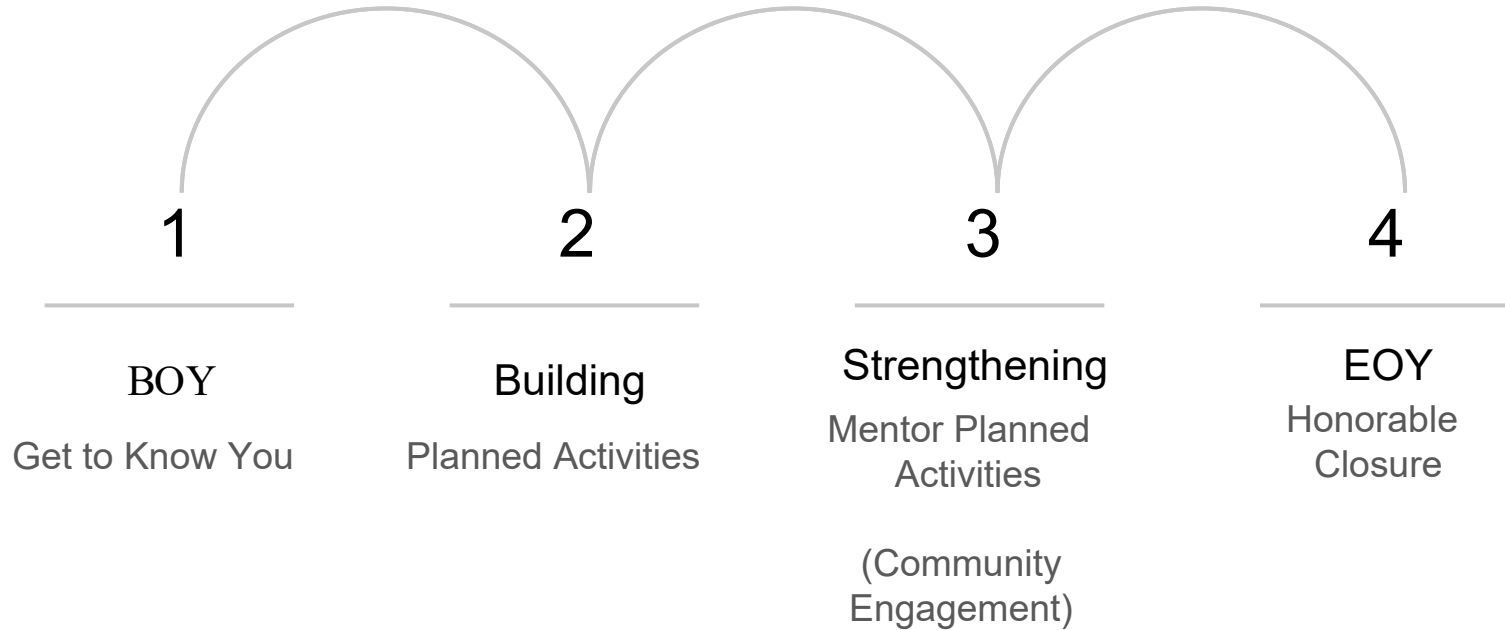 1
2
3
4
BOY
Get to Know You
Building
Planned Activities
Strengthening
Mentor Planned
Activities
(Community
Engagement)
EOY
Honorable
Closure